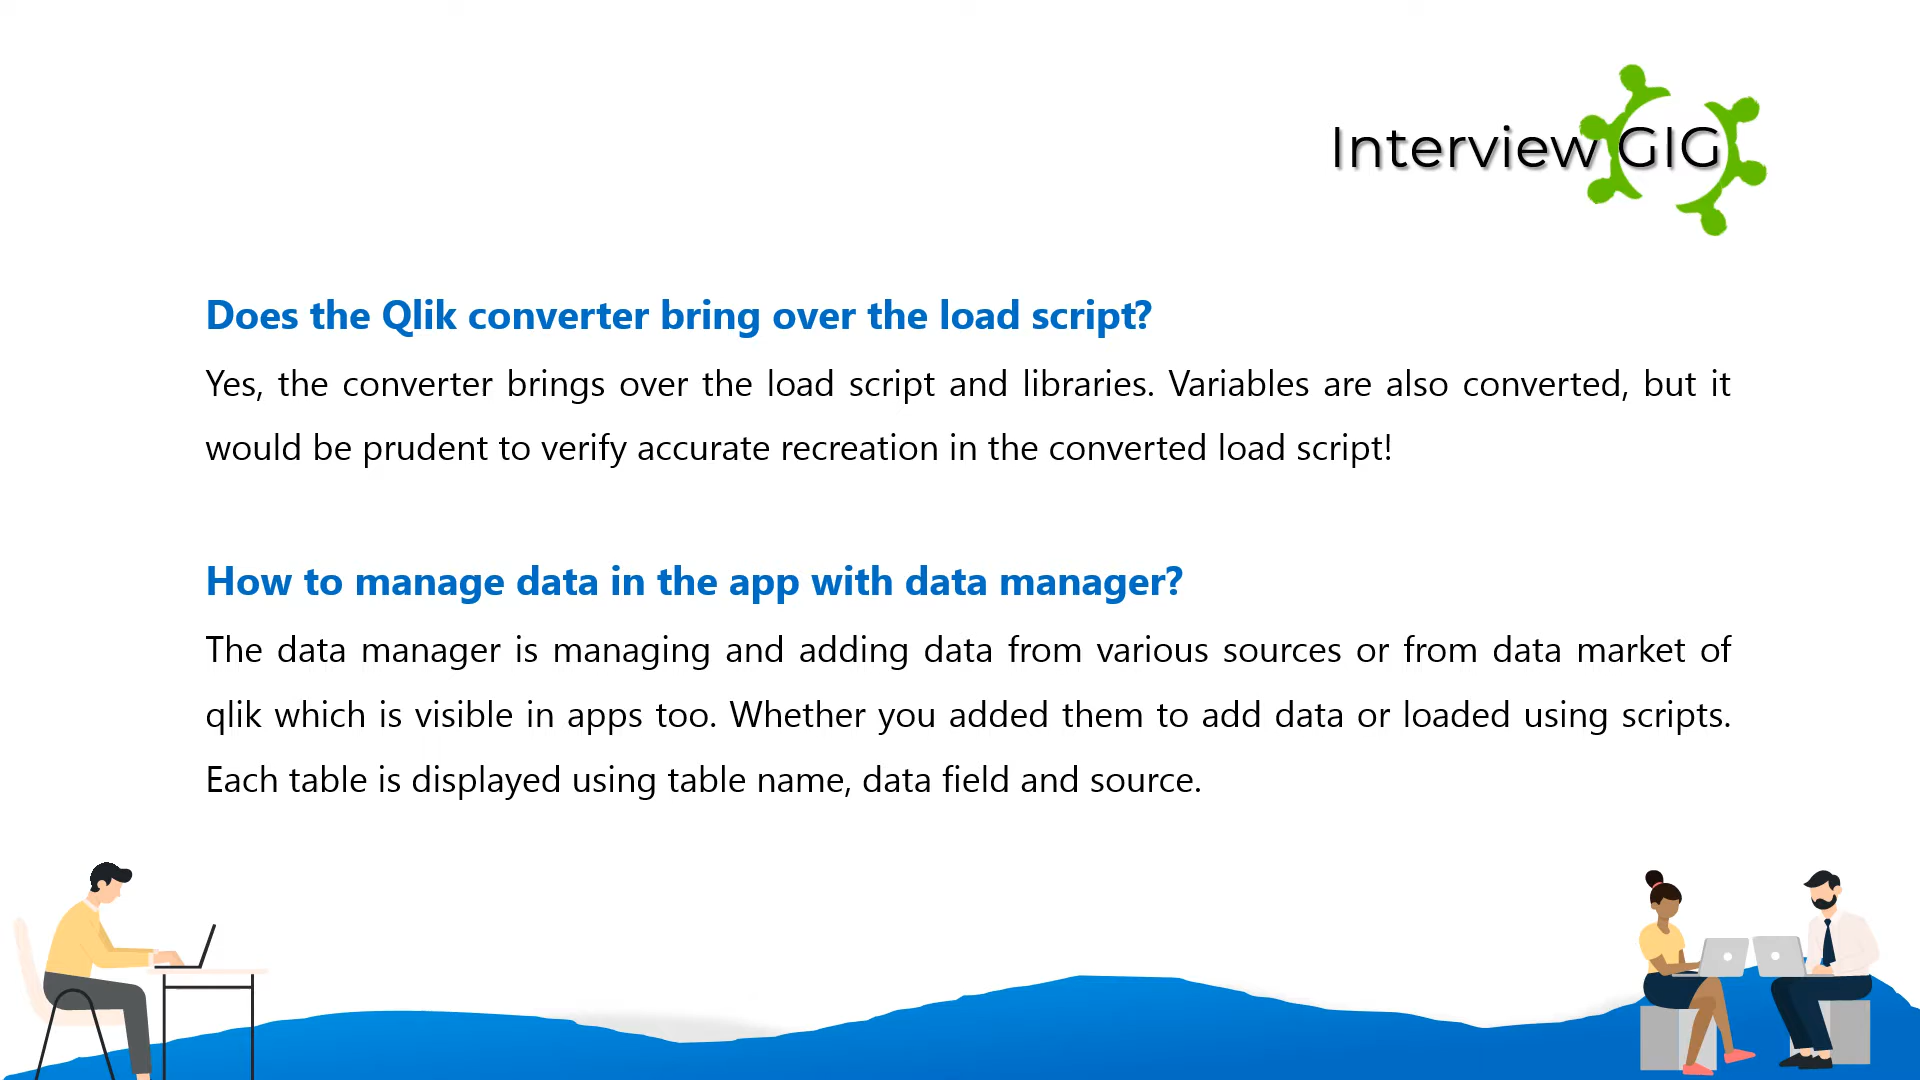 Interview GIG
Does the Qlik converter bring over the load script?
Yes, the converter brings over the load script and libraries. Variables are also converted, but it
would be prudent to verify accurate recreation in the converted load script!
How to manage data in the app with data manager?
The data manager is managing and adding data from various sources or from data market of
qlik which is visible in apps too. Whether you added them to add data or loaded using scripts.
Each table is displayed using table name, data field and source.